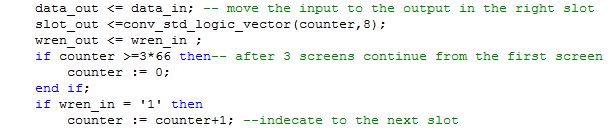 data_out <= data_in; -- move the input to the output in the right slot
slot_out <=conv_std_logic_vector(counter,8);
wren_out <= wren_in ;
if counter >=3*66 then-- after 3 screens continue from the first screen
counter := 0;
end if;
if wren_in = '1' then
counter := counter+1; --indecate to the next slot